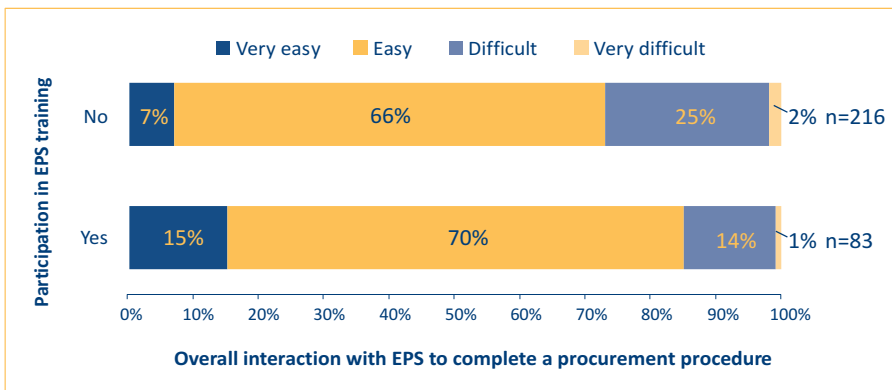 Very easy Easy Difficult Very difficult
Participation in EPS training
No 7% 66% 25% 2% n=216
Yes 15% 70% 14% 1% n=83
0% 10% 20% 30% 40% 50% 60% 70% 80% 90% 100%
Overall interaction with EPS to complete a procurement procedure